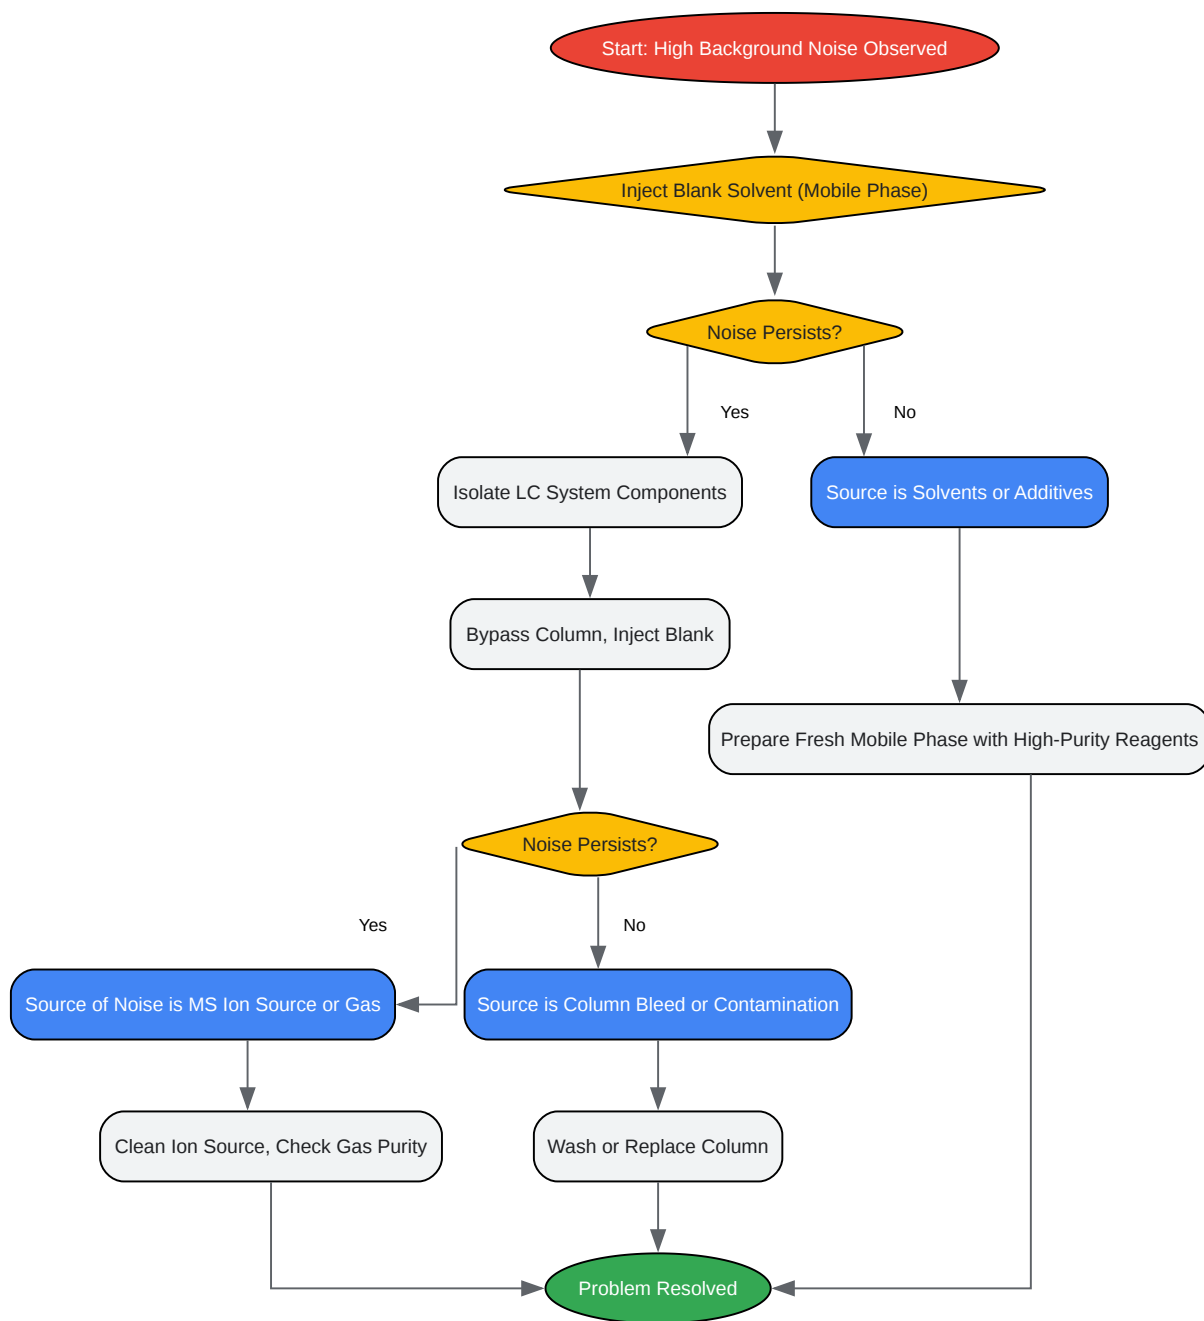 Start: High Background Noise Observed
Inject Blank Solvent (Mobile Phase)
Noise Persists?
Yes
No
Isolate LC System Components
Source is Solvents or Additives
Bypass Column, Inject Blank
Prepare Fresh Mobile Phase with High-Purity Reagents
Noise Persists?
Yes
No
Source of Noise is MS Ion Source or Gas
Source is Column Bleed or Contamination
Clean Ion Source, Check Gas Purity
Wash or Replace Column
Problem Resolved